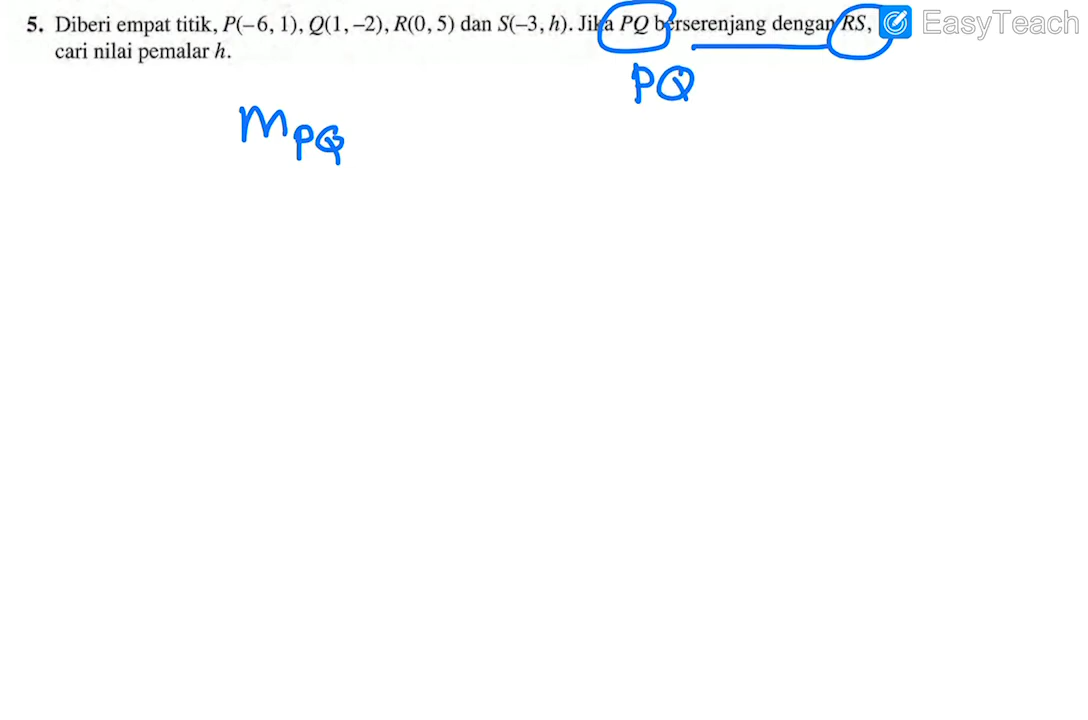 5. Diberi empat titik, P(–6, 1), Q(1, –2), R(0, 5) dan S(–3, h). Jika PQ berserenjang dengan RS, EasyTeach
cari nilai pemalar h.
PQ
mPQ